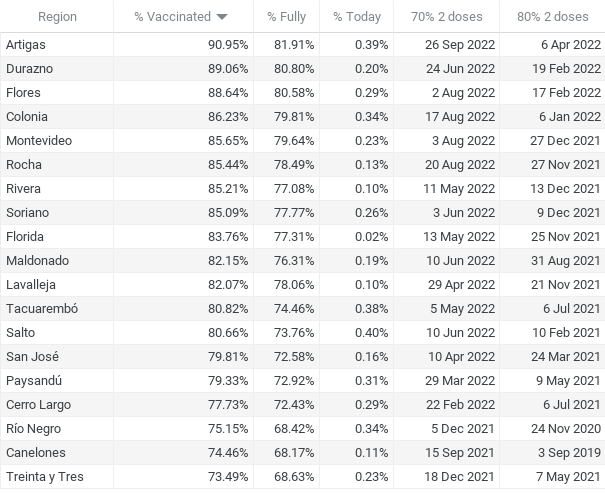 Region % Vaccinated % Fully % Today 70% 2 doses 80% 2 doses
Artigas 90.95% 81.91% 0.39% 26 Sep 2022 6 Apr 2022
Durazno 89.06% 80.80% 0.20% 24 Jun 2022 19 Feb 2022
Flores 88.64% 80.58% 0.29% 2 Aug 2022 17 Feb 2022
Colonia 86.23% 79.81% 0.34% 17 Aug 2022 6 Jan 2022
Montevideo 85.65% 79.64% 0.23% 3 Aug 2022 27 Dec 2021
Rocha 85.44% 78.49% 0.13% 20 Aug 2022 27 Nov 2021
Rivera 85.21% 77.08% 0.10% 11 May 2022 13 Dec 2021
Soriano 85.09% 77.77% 0.26% 3 Jun 2022 9 Dec 2021
Florida 83.76% 77.31% 0.02% 13 May 2022 25 Nov 2021
Maldonado 82.15% 76.31% 0.19% 10 Jun 2022 31 Aug 2021
Lavalleja 82.07% 78.06% 0.10% 29 Apr 2022 21 Nov 2021
Tacuarembó 80.82% 74.46% 0.38% 5 May 2022 6 Jul 2021
Salto 80.66% 73.76% 0.40% 10 Jun 2022 10 Feb 2021
San José 79.81% 72.58% 0.16% 10 Apr 2022 24 Mar 2021
Paysandú 79.33% 72.92% 0.31% 29 Mar 2022 9 May 2021
Cerro Largo 77.73% 72.43% 0.29% 22 Feb 2022 6 Jul 2021
Río Negro 75.15% 68.42% 0.34% 5 Dec 2021 24 Nov 2020
Canelones 74.46% 68.17% 0.11% 15 Sep 2021 3 Sep 2019
Treinta y Tres 73.49% 68.63% 0.23% 18 Dec 2021 7 May 2021